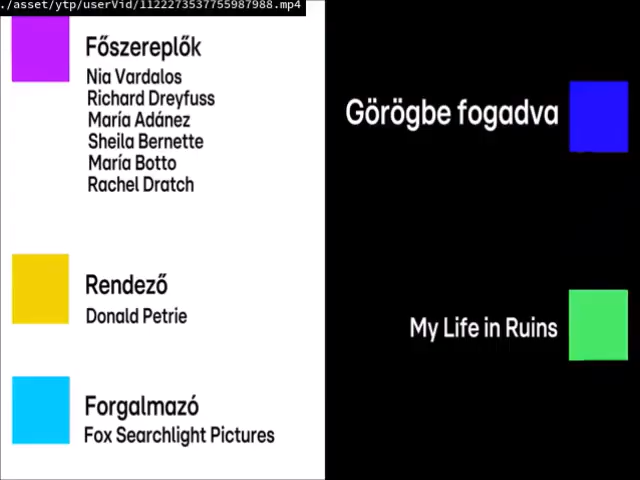 ./asset/ytp/userVid/1122273537755987988.mp4
Főszereplők
Nia Vardalos
Richard Dreyfuss
María Adánez
Sheila Bernette
María Botto
Rachel Dratch
Rendező
Donald Petrie
Forgalmazó
Fox Searchlight Pictures
Görögbe fogadva
My Life in Ruins